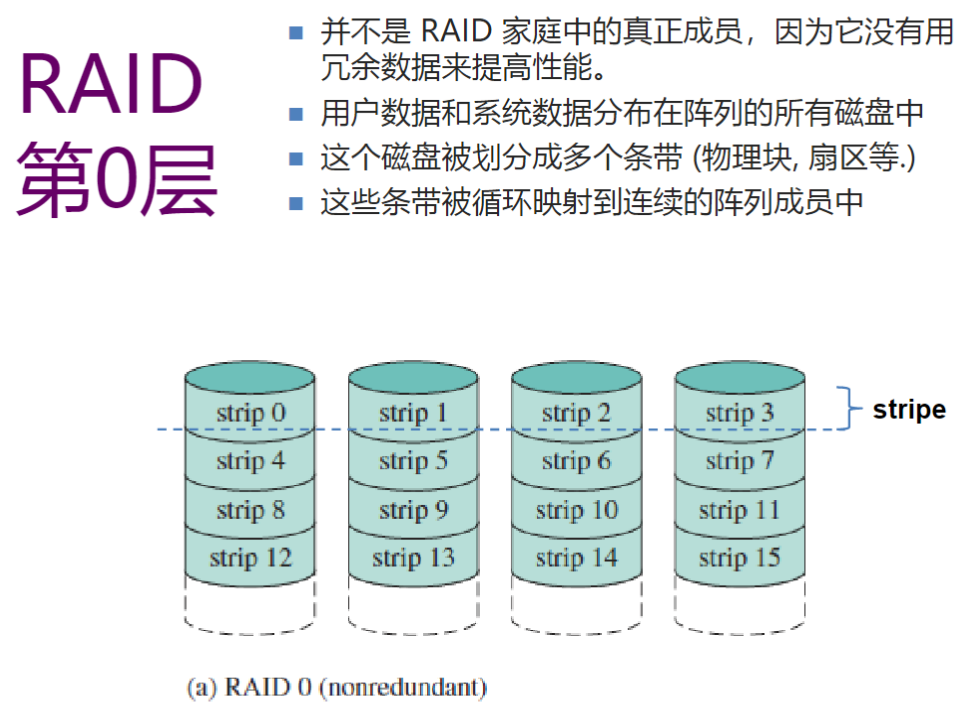 RAID
第0层
并不是 RAID 家庭中的真正成员，因为它没有用
冗余数据来提高性能。
用户数据和系统数据分布在阵列的所有磁盘中
这个磁盘被划分成多个条带 (物理块, 扇区等.)
这些条带被循环映射到连续的阵列成员中
strip 0 strip 1 strip 2 strip 3 stripe
strip 4 strip 5 strip 6 strip 7
strip 8 strip 9 strip 10 strip 11
strip 12 strip 13 strip 14 strip 15
(a) RAID 0 (nonredundant)